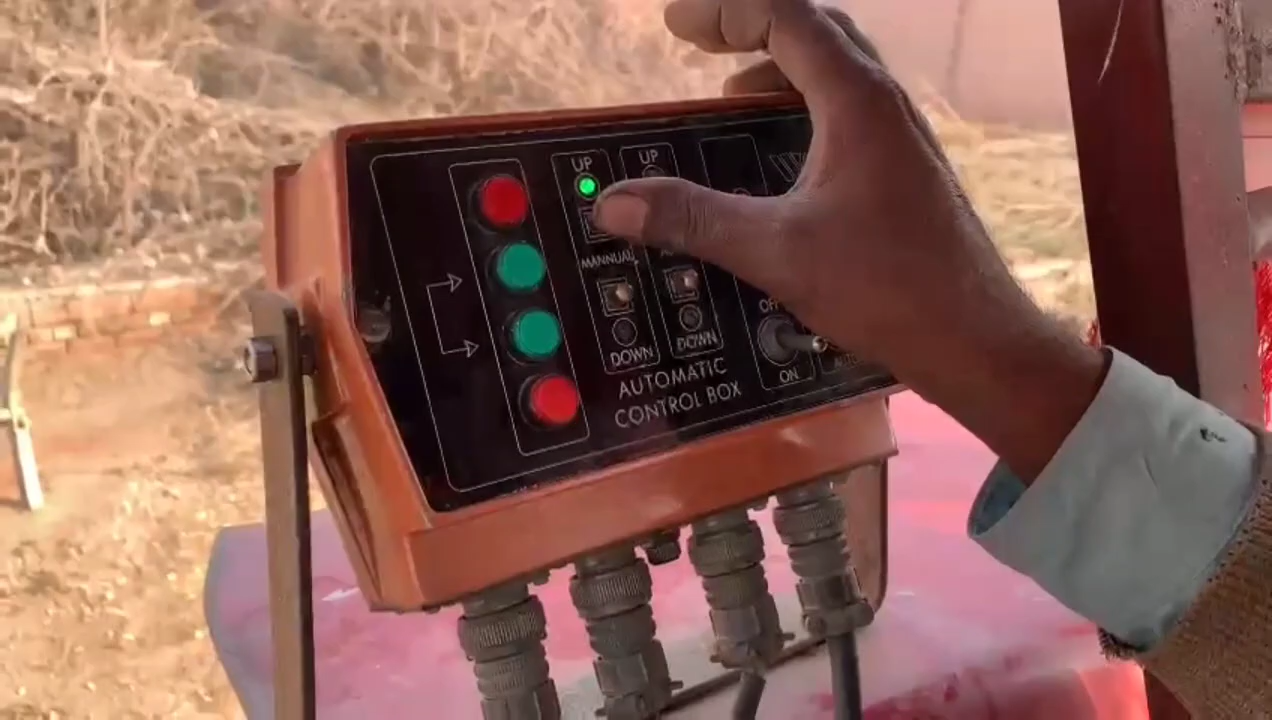 UP
UP
MANNUAL
DOWN
DOWN
OFF
ON
AUTOMATIC
CONTROL BOX